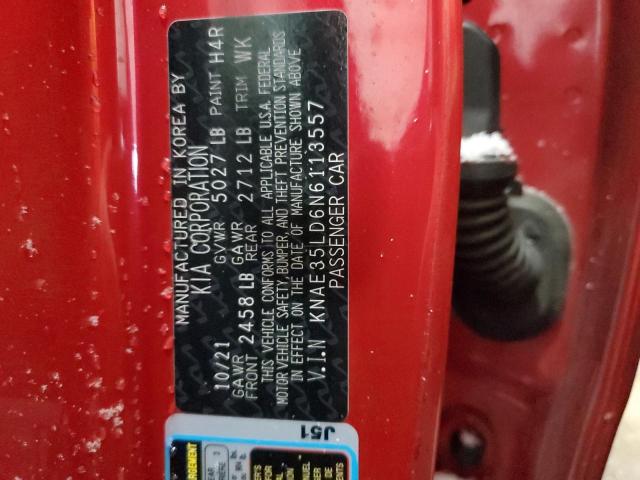 MANUFACTURED IN KOREA BY
KIA CORPORATION
10/21 GVWR 5027 LB PAINT H4R
GAWR FRONT 2458 LB GAWR REAR 2712 LB TRIM WK
THIS VEHICLE CONFORMS TO ALL APPLICABLE U.S.A. FEDERAL
MOTOR VEHICLE SAFETY, BUMPER, AND THEFT PREVENTION STANDARDS
IN EFFECT ON THE DATE OF MANUFACTURE SHOWN ABOVE
V.I.N KNAE35LD6N6113557
PASSENGER CAR
J51